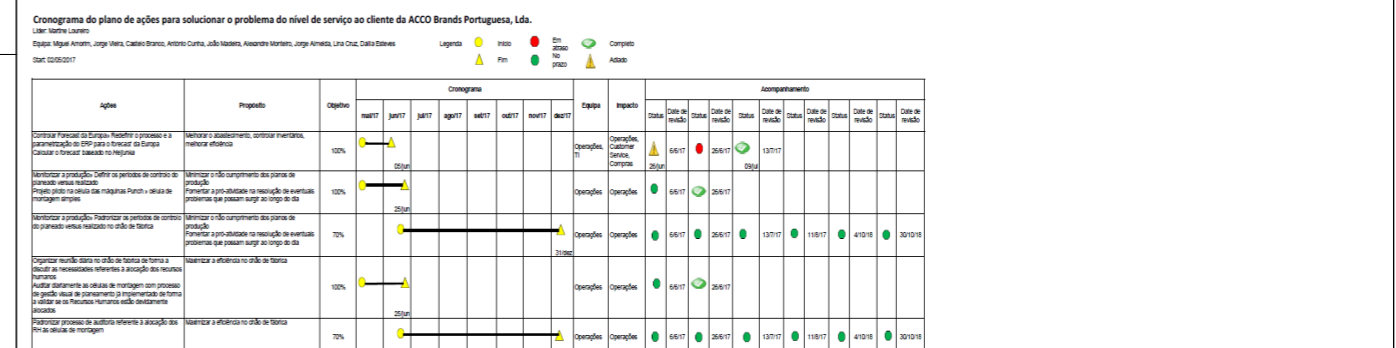 Cronograma do plano de ações para solucionar o problema do nível de serviço ao cliente da ACCO Brands Portuguesa, Lda.
Líder: Martine Loureiro
Equipa: Miguel Amorim, Jorge Vieira, Castelo Branco, António Cunha, João Madeira, Alexandre Monteiro, Jorge Almeida, Lina Cruz, Dalila Esteves
Legenda Início Em atraso Completo
Start: 02/05/2017
Fim No prazo Adiado
Ações Propósito Objetivo Cronograma Equipa Impacto Acompanhamento
mai/17 jun/17 jul/17 ago/17 set/17 out/17 nov/17 dez/17
Status Data de revisão Status Data de revisão Status Data de revisão Status Data de revisão Status Data de revisão Status Data de revisão
Controlar Forecast da Europa» Redefinir o processo e a
parametrização do ERP para o forecast da Europa
Calcular o forecast baseado no Heijunka
Melhorar o abastecimento, controlar inventários,
melhorar eficiência
100%
05/jun
Operações, TI
Operações, Customer Service, Compras
26/jun 6/6/17 26/6/17 09/jul 13/7/17
Monitorizar a produção» Definir os períodos de controlo do
planeado versus realizado
Projeto piloto na célula das máquinas Punch » célula de
montagem simples
Minimizar o não cumprimento dos planos de
produção
Fomentar a pró-atividade na resolução de eventuais
problemas que possam surgir ao longo do dia
100%
25/jun
Operações Operações
6/6/17 26/6/17
Monitorizar a produção» Padronizar os períodos de controlo
do planeado versus realizado no chão de fábrica
Minimizar o não cumprimento dos planos de
produção
Fomentar a pró-atividade na resolução de eventuais
problemas que possam surgir ao longo do dia
70%
31/dez
Operações Operações
6/6/17 26/6/17 13/7/17 11/8/17 4/10/18 30/10/18
Organizar reunião diária no chão de fábrica de forma a
discutir as necessidades referentes à alocação dos recursos
humanos
Auditar diariamente as células de montagem com processo
de gestão visual de planeamento já implementado de forma
a validar se os Recursos Humanos estão devidamente
alocados
Maximizar a eficiência no chão de fábrica
100%
25/jun
Operações Operações
6/6/17 26/6/17
Padronizar processo de auditoria referente à alocação dos
RH às células de montagem
Maximizar a eficiência no chão de fábrica
70%
Operações Operações
6/6/17 26/6/17 13/7/17 11/8/17 4/10/18 30/10/18